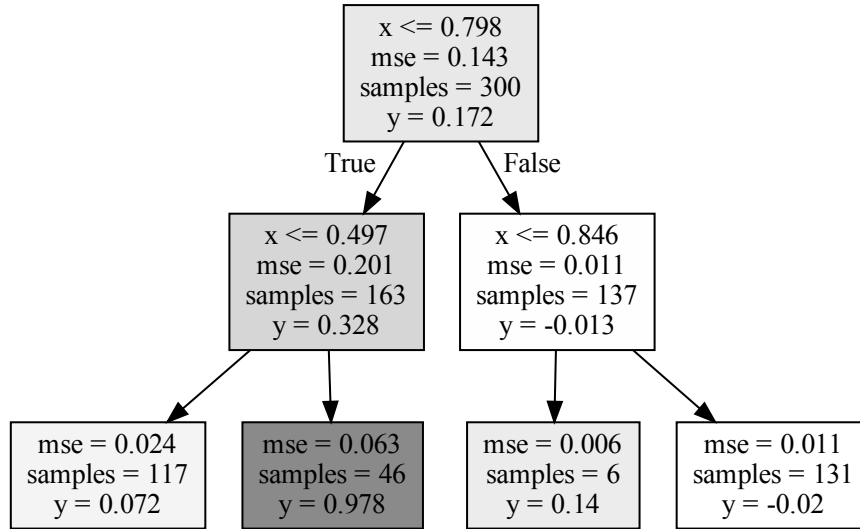 x <= 0.798
mse = 0.143
samples = 300
y = 0.172
True
False
x <= 0.497
mse = 0.201
samples = 163
y = 0.328
x <= 0.846
mse = 0.011
samples = 137
y = -0.013
mse = 0.024
samples = 117
y = 0.072
mse = 0.063
samples = 46
y = 0.978
mse = 0.006
samples = 6
y = 0.14
mse = 0.011
samples = 131
y = -0.02